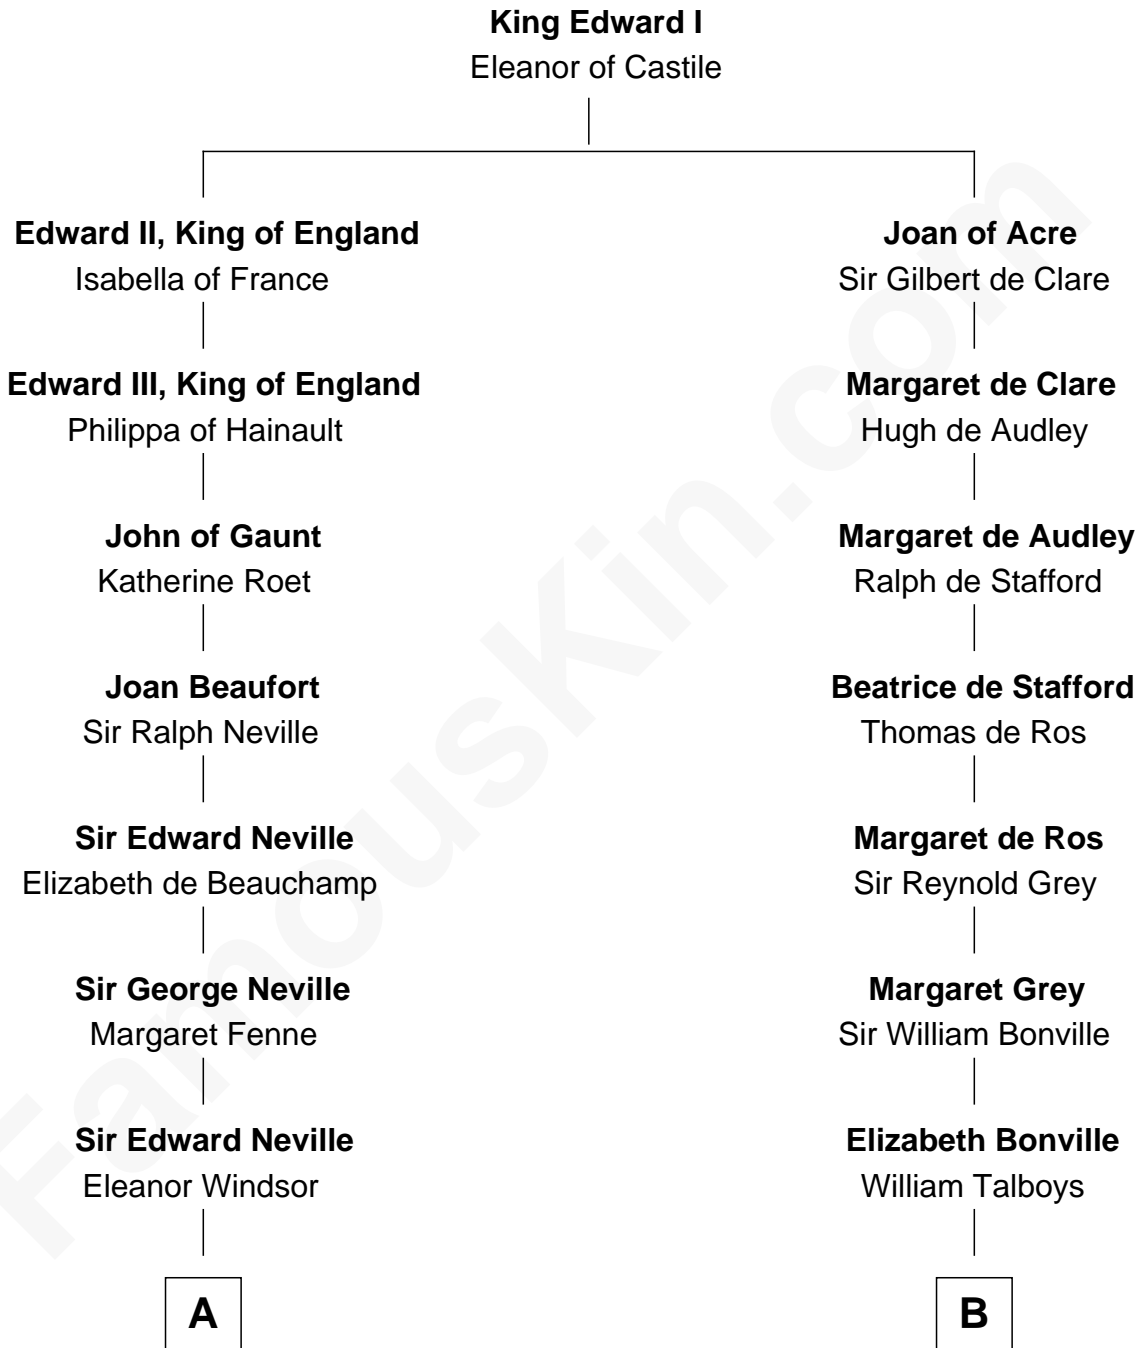 King Edward I
Eleanor of Castile
Edward II, King of England
Isabella of France
Joan of Acre
Sir Gilbert de Clare
Edward III, King of England
Philippa of Hainault
Margaret de Clare
Hugh de Audley
John of Gaunt
Katherine Roet
Margaret de Audley
Ralph de Stafford
Joan Beaufort
Sir Ralph Neville
Beatrice de Stafford
Thomas de Ros
Sir Edward Neville
Elizabeth de Beauchamp
Margaret de Ros
Sir Reynold Grey
Sir George Neville
Margaret Fenne
Margaret Grey
Sir William Bonville
Sir Edward Neville
Eleanor Windsor
Elizabeth Bonville
William Talboys
A
B
FamousKin.com